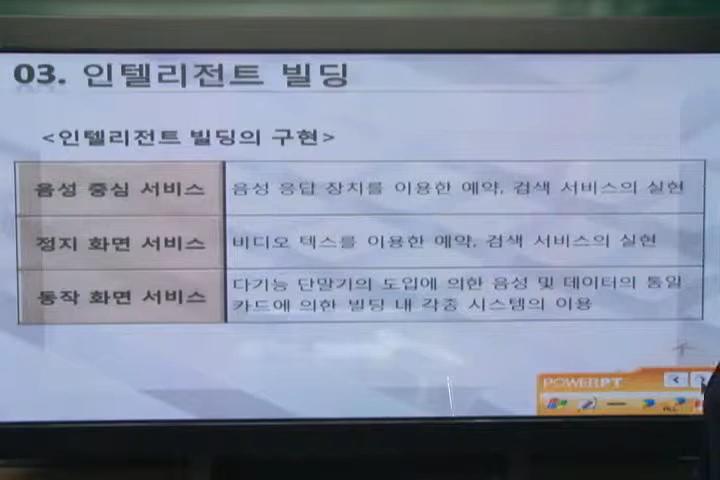 03. 인텔리전트 빌딩
<인텔리전트 빌딩의 구현>
음성 중심 서비스
음성 응답 장치를 이용한 예약, 검색 서비스의 실현
정지 화면 서비스
비디오 텍스를 이용한 예약, 검색 서비스의 실현
동작 화면 서비스
다기능 단말기의 도입에 의한 음성 및 데이터의 통일
카드에 의한 빌딩 내 각종 시스템의 이용
POWERPT